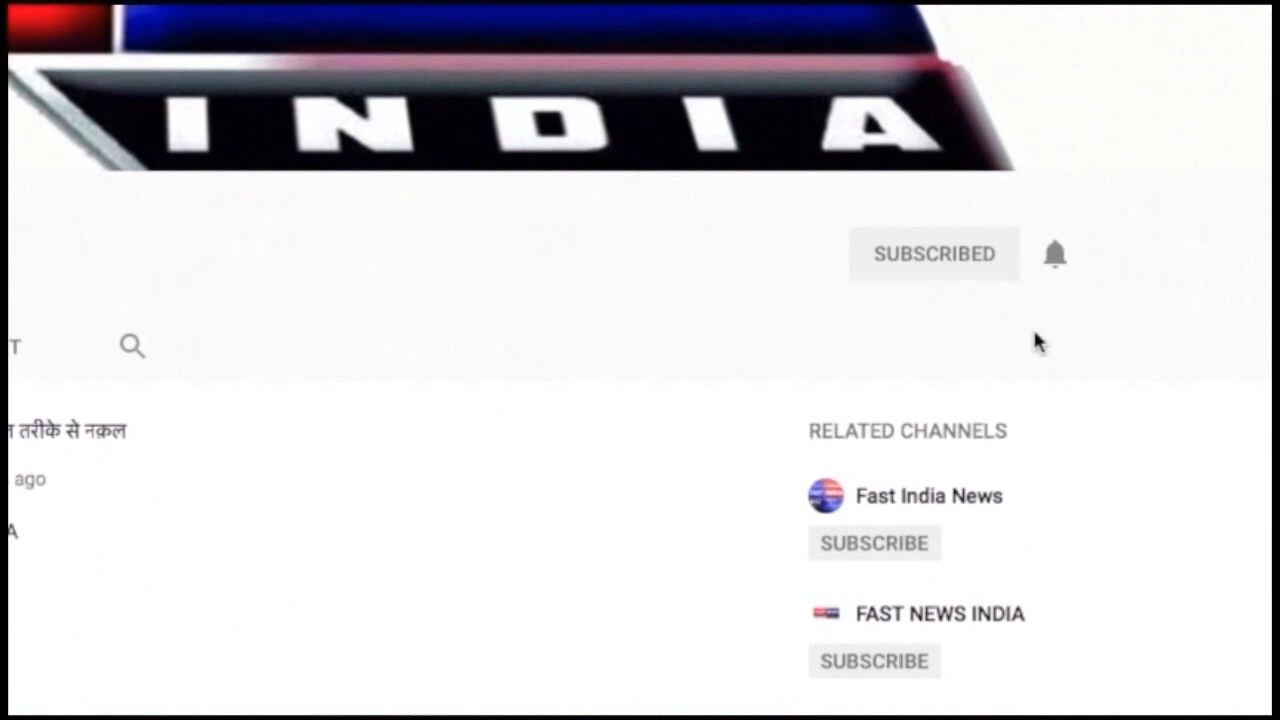 INDIA
SUBSCRIBED
T
तरीके से नक़ल
RELATED CHANNELS
ago
Fast India News
A
SUBSCRIBE
FAST NEWS INDIA
SUBSCRIBE